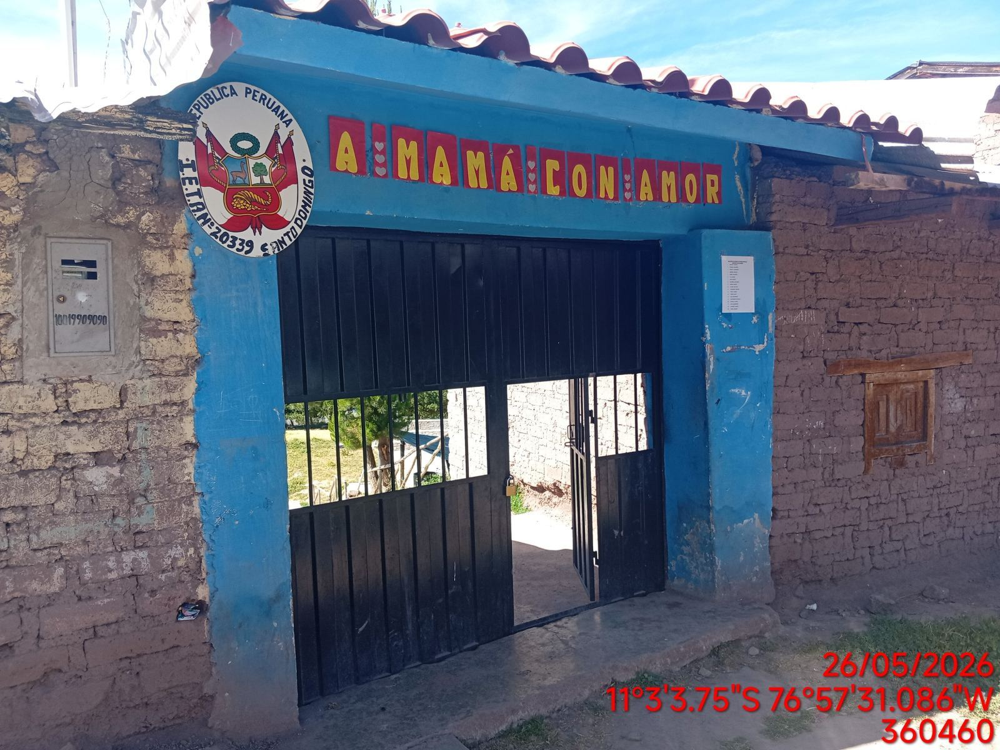 REPUBLICA PERUANA
I.E.T.A. Nº 20339 SANTO DOMINGO
A MAMÁ CON AMOR
10019909090
26/05/2026
11°3'3.75"S 76°57'31.086"W
360460